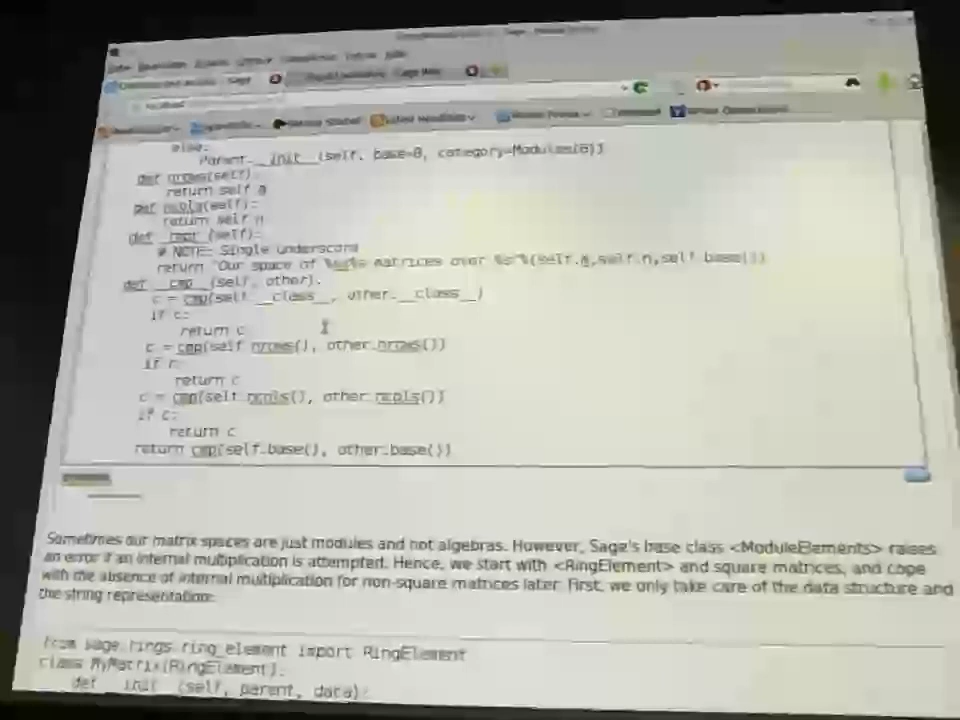 Sage
else:
Parent.__init__(self, base=B, category=Modules(B))
def nrows(self):
return self.m
def ncols(self):
return self.n
def _repr_(self):
# NOTE: Single underscore
return "Our space of %sx%s matrices over %s"%(self.m,self.n,self.base())
def __cmp__(self, other):
c = cmp(self.__class__, other.__class__)
if c:
return c
c = cmp(self.nrows(), other.nrows())
if c:
return c
c = cmp(self.ncols(), other.ncols())
if c:
return c
return cmp(self.base(), other.base())
Sometimes our matrix spaces are just modules and not algebras. However, Sage's base class <ModuleElements> raises
an error if an internal multiplication is attempted. Hence, we start with <RingElement> and square matrices, and cope
with the absence of internal multiplication for non-square matrices later. First, we only take care of the data structure and
the string representation:
from sage.rings.ring_element import RingElement
class MyMatrix(RingElement):
def __init__(self, parent, data):